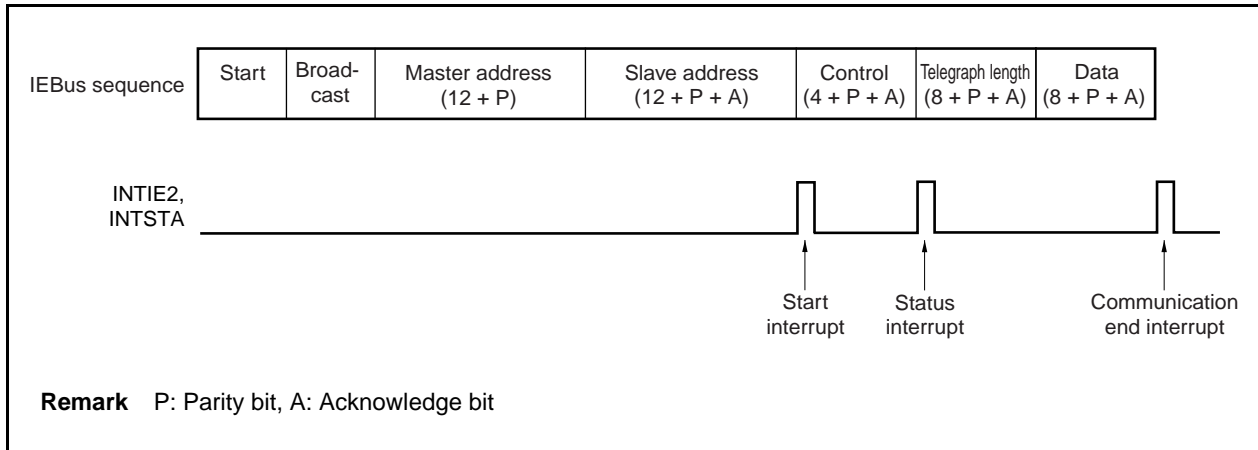 IEBus sequence
Start
Broad-
cast
Master address
(12 + P)
Slave address
(12 + P + A)
Control
(4 + P + A)
Telegraph length
(8 + P + A)
Data
(8 + P + A)
INTIE2,
INTSTA
Start
interrupt
Status
interrupt
Communication
end interrupt
Remark P: Parity bit, A: Acknowledge bit